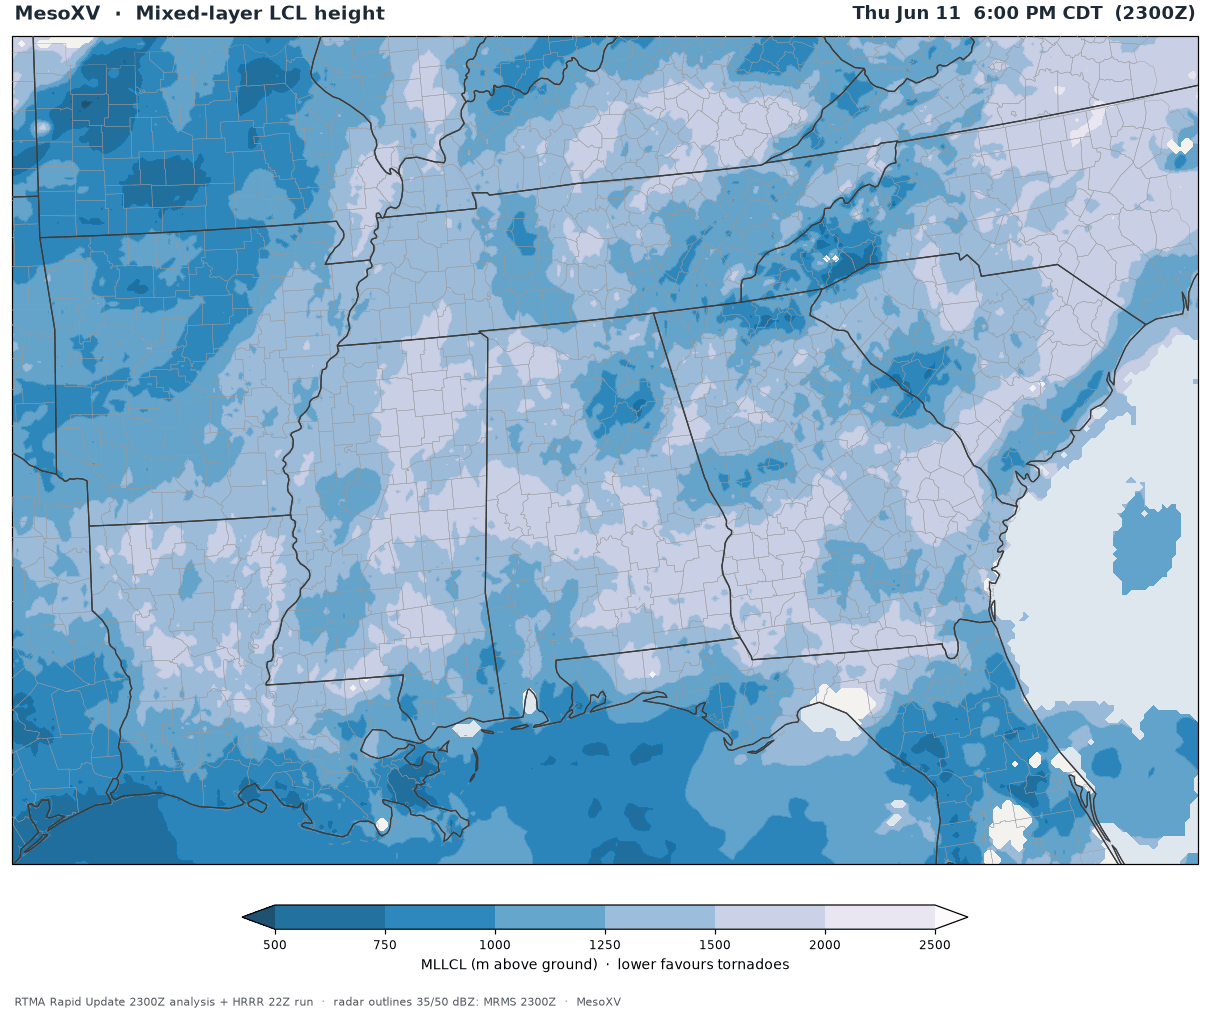 MesoXV · Mixed-layer LCL height
Thu Jun 11 6:00 PM CDT (2300Z)
500 750 1000 1250 1500 2000 2500
MLLCL (m above ground) · lower favours tornadoes
RTMA Rapid Update 2300Z analysis + HRRR 22Z run · radar outlines 35/50 dBZ: MRMS 2300Z · MesoXV